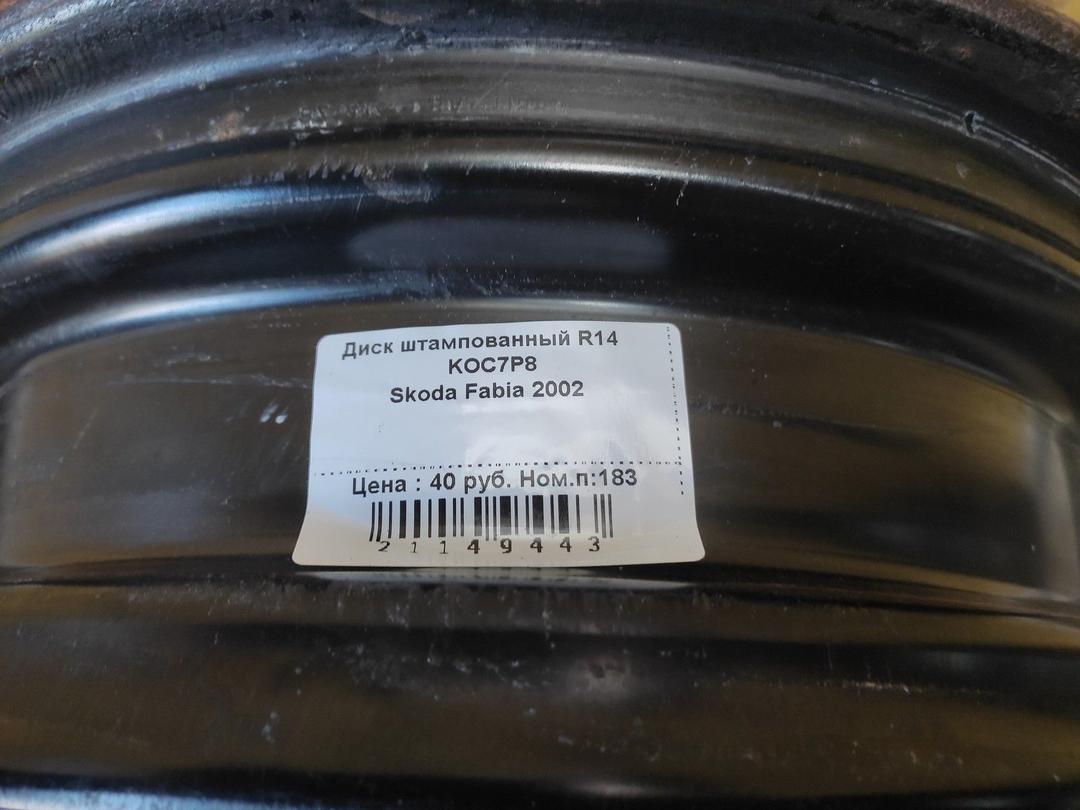 Диск штампованный R14
KOC7P8
Skoda Fabia 2002
Цена : 40 руб. Ном.п:183
21149443